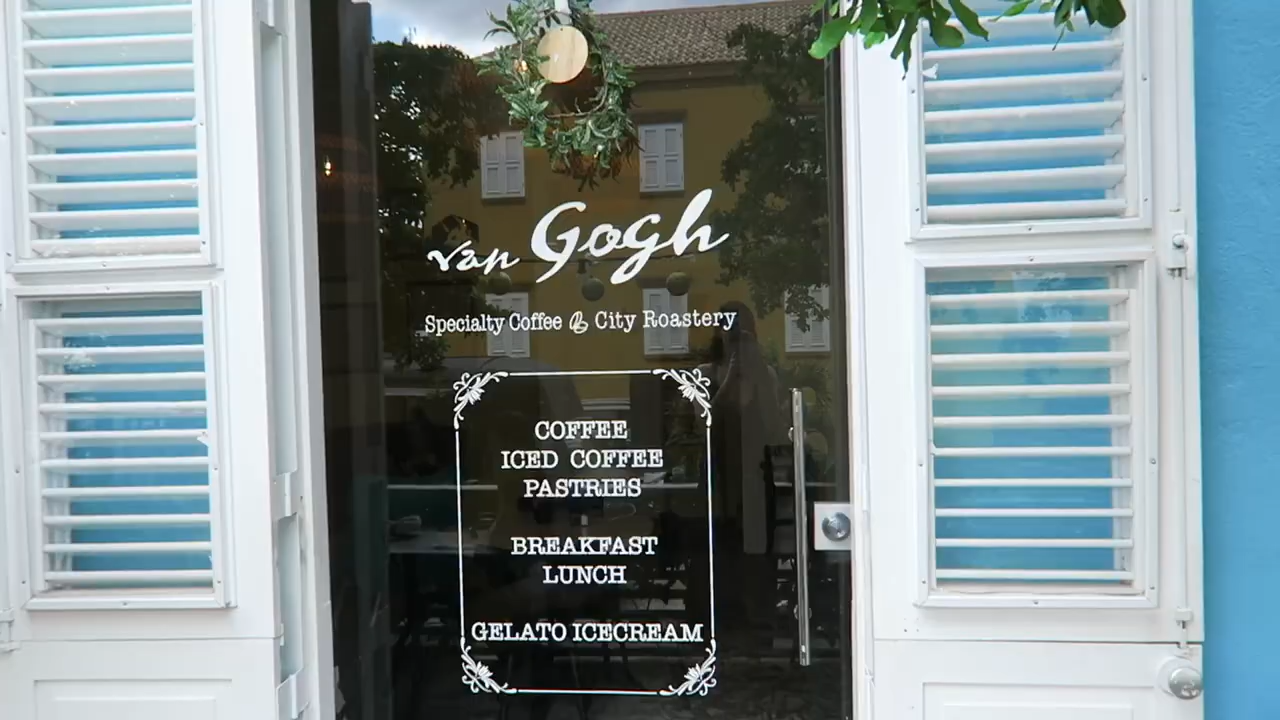 van Gogh
Specialty Coffee & City Roastery
COFFEE
ICED COFFEE
PASTRIES
BREAKFAST
LUNCH
GELATO ICECREAM